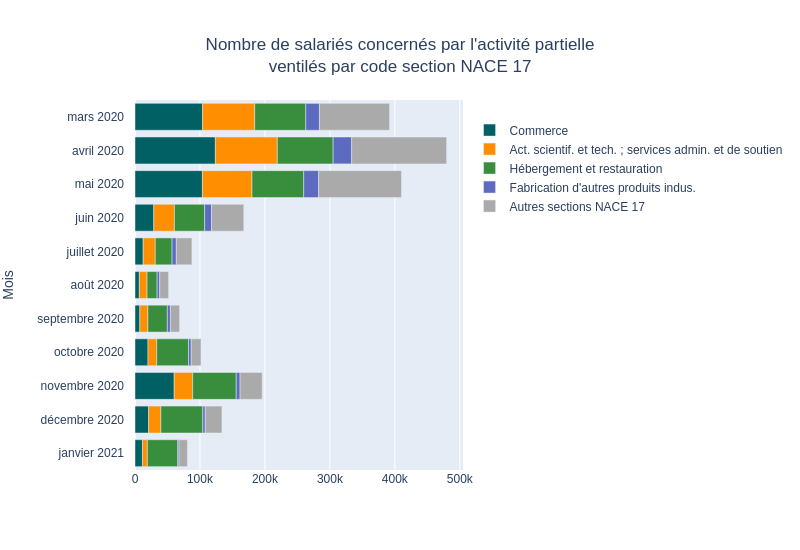 Nombre de salariés concernés par l'activité partielle
ventilés par code section NACE 17
Mois
mars 2020
avril 2020
mai 2020
juin 2020
juillet 2020
août 2020
septembre 2020
octobre 2020
novembre 2020
décembre 2020
janvier 2021
0 100k 200k 300k 400k 500k
Commerce
Act. scientif. et tech. ; services admin. et de soutien
Hébergement et restauration
Fabrication d'autres produits indus.
Autres sections NACE 17